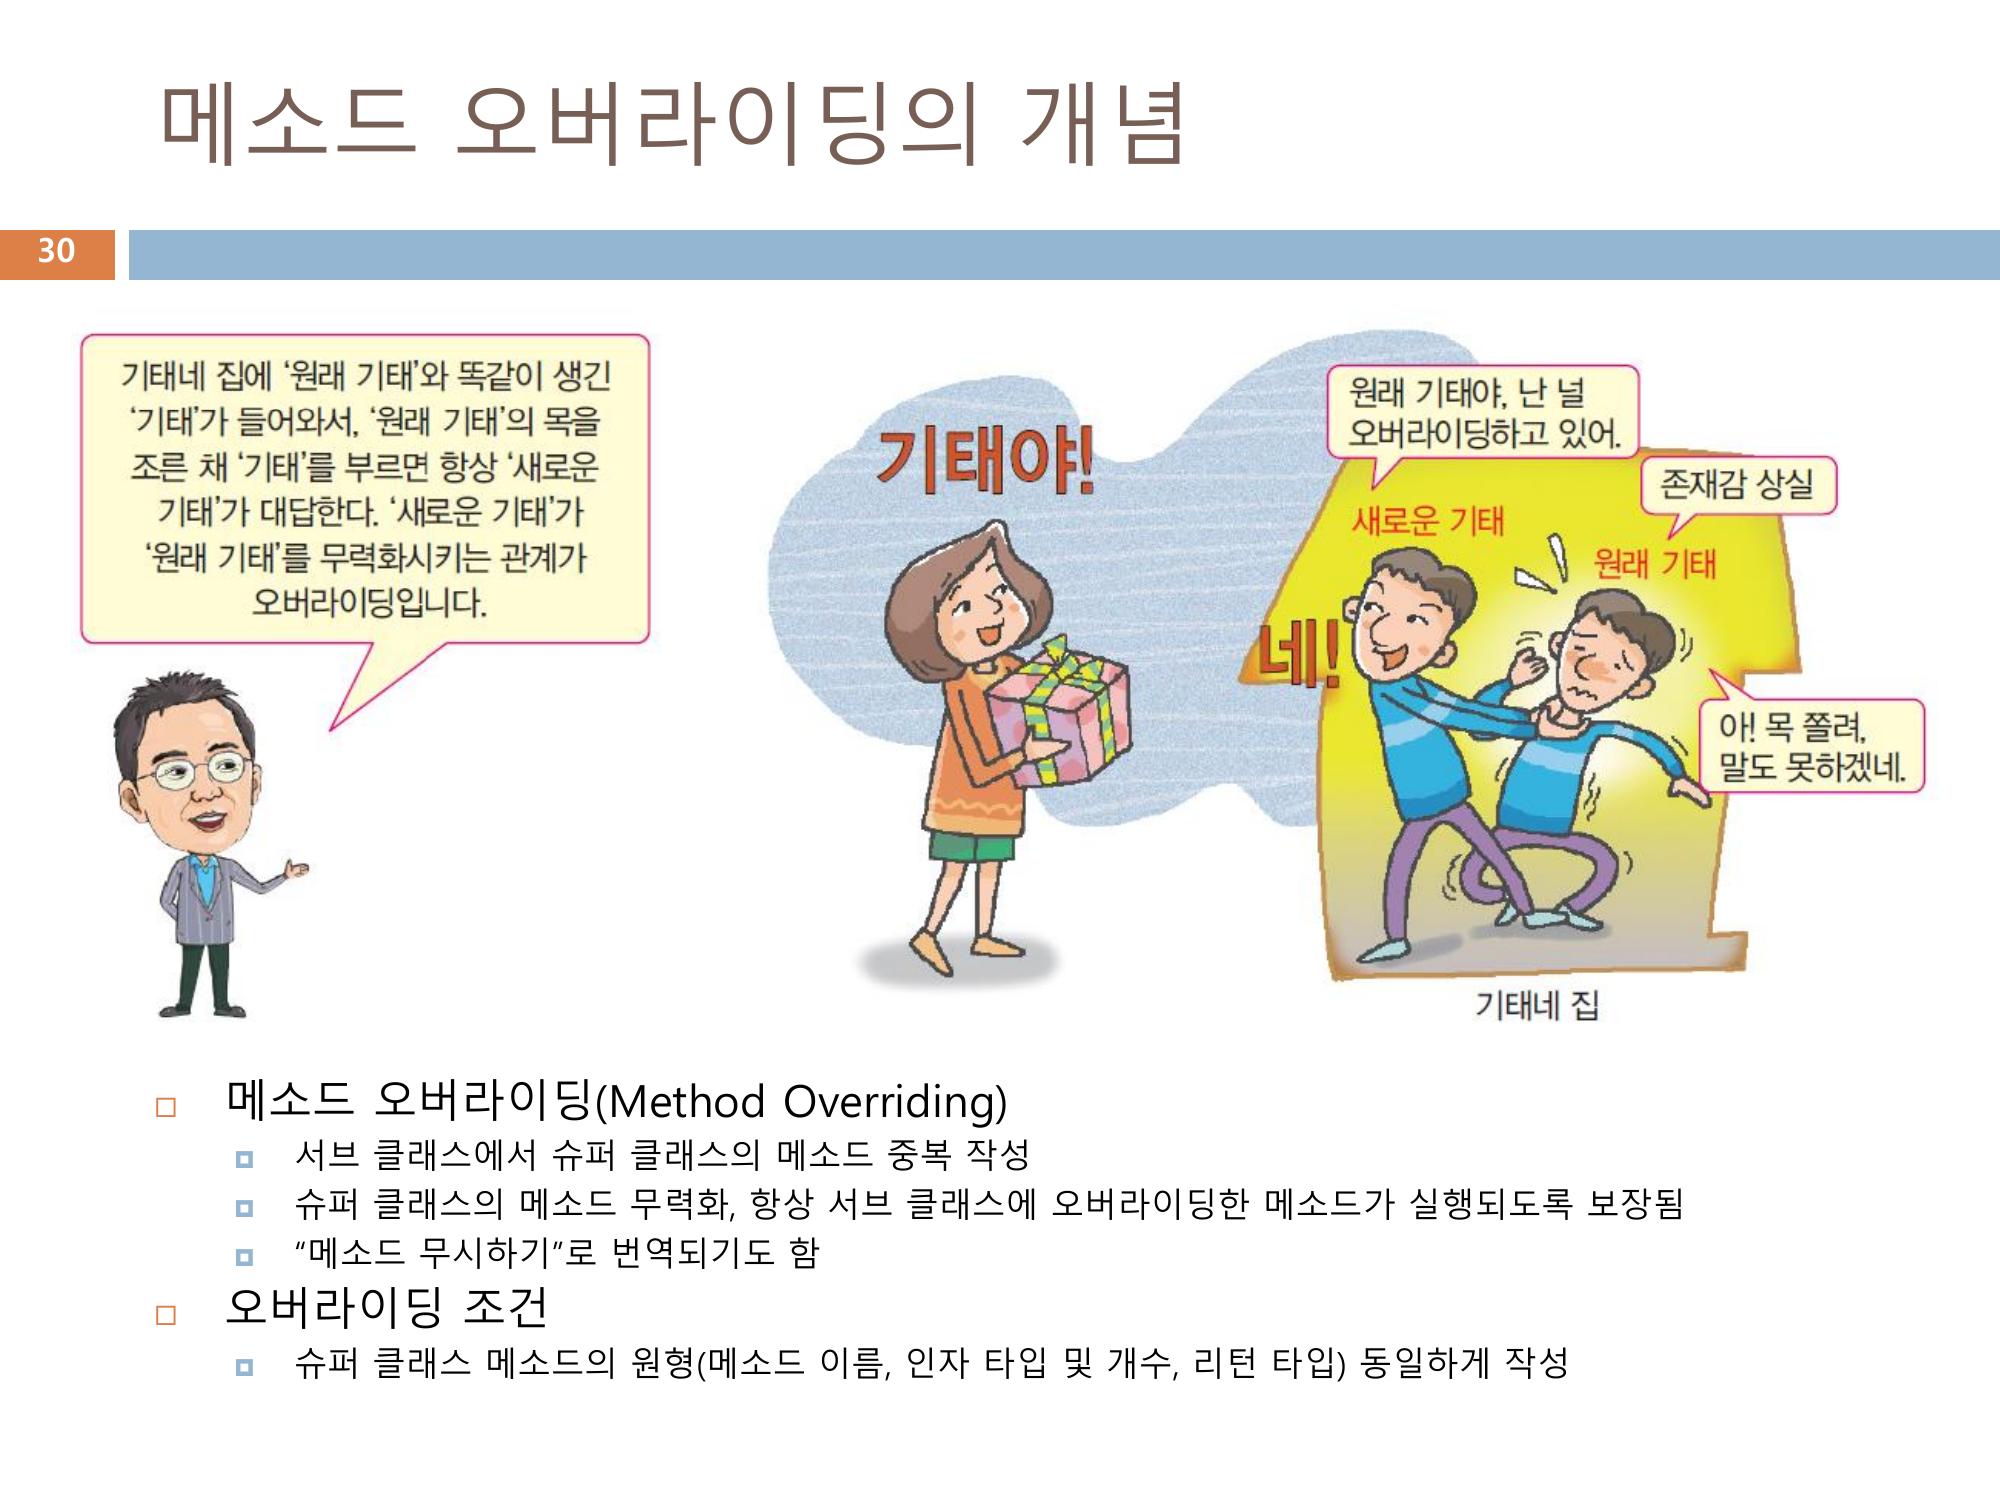 메소드 오버라이딩의 개념
30
기태네 집에 ‘원래 기태’와 똑같이 생긴
‘기태’가 들어와서, ‘원래 기태’의 목을
조른 채 ‘기태’를 부르면 항상 ‘새로운
기태’가 대답한다. ‘새로운 기태’가
‘원래 기태’를 무력화시키는 관계가
오버라이딩입니다.
기태야!
원래 기태야, 난 널
오버라이딩하고 있어.
존재감 상실
새로운 기태
원래 기태
네!
아! 목 쫄려,
말도 못하겠네.
기태네 집
메소드 오버라이딩(Method Overriding)
서브 클래스에서 슈퍼 클래스의 메소드 중복 작성
슈퍼 클래스의 메소드 무력화, 항상 서브 클래스에 오버라이딩한 메소드가 실행되도록 보장됨
“메소드 무시하기”로 번역되기도 함
오버라이딩 조건
슈퍼 클래스 메소드의 원형(메소드 이름, 인자 타입 및 개수, 리턴 타입) 동일하게 작성